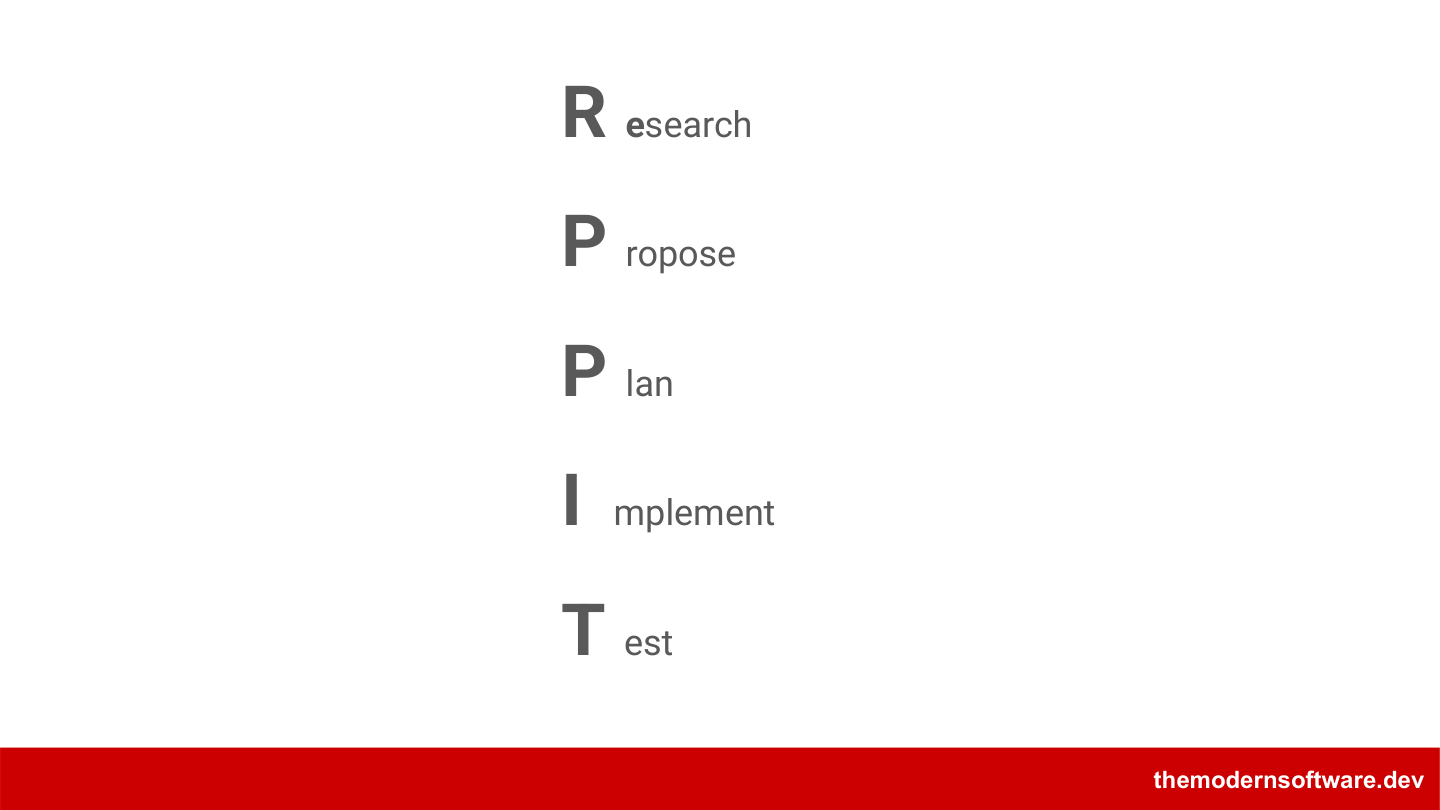 R esearch
P ropose
P lan
I mplement
T est
themodernsoftware.dev